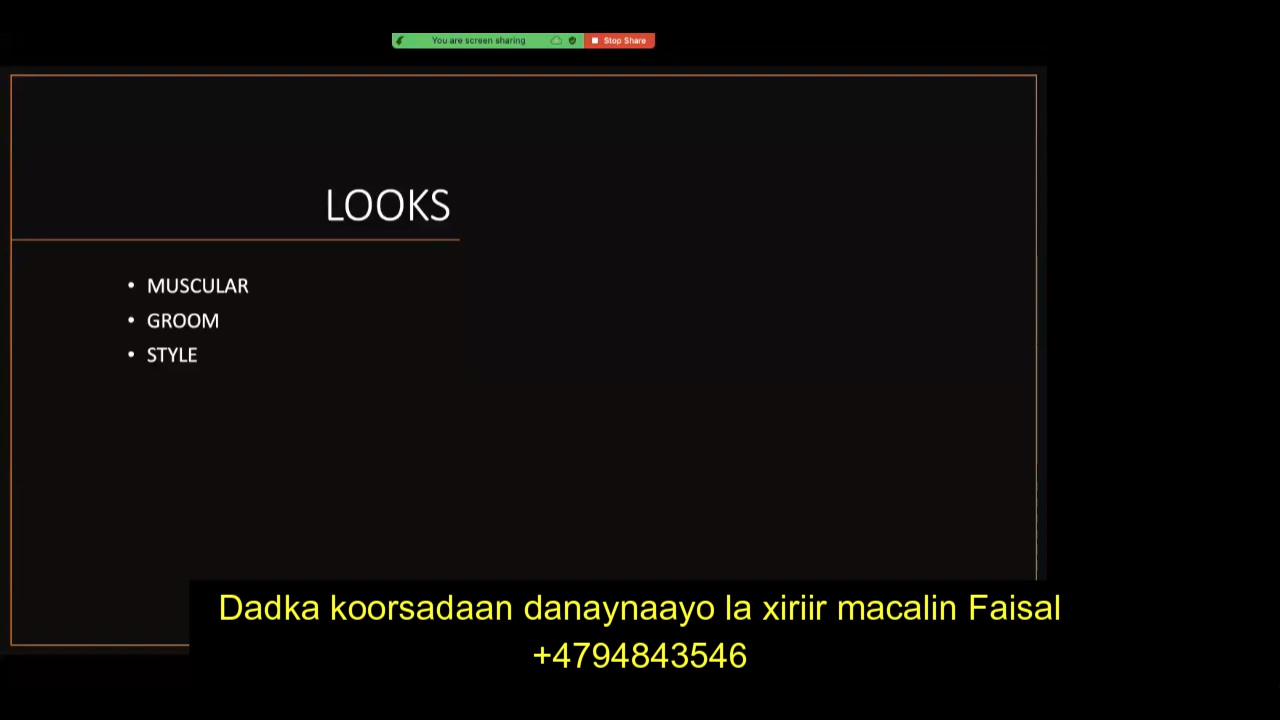 You are screen sharing Stop Share
LOOKS
• MUSCULAR
• GROOM
• STYLE
Dadka koorsadaan danaynaayo la xiriir macalin Faisal
+4794843546